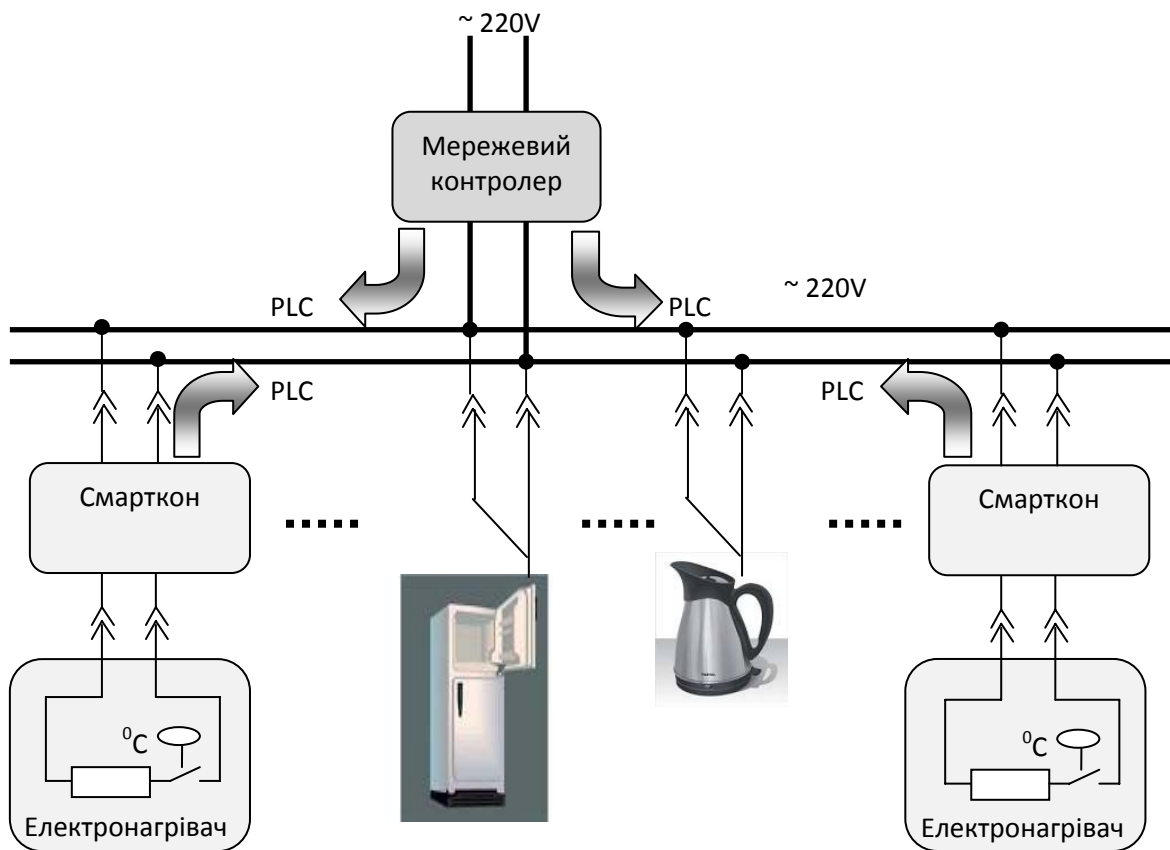 ~ 220V
Мережевий
контролер
PLC
PLC
~ 220V
PLC
PLC
Смарткон
Смарткон
⁰C
⁰C
Електронагрівач
Електронагрівач